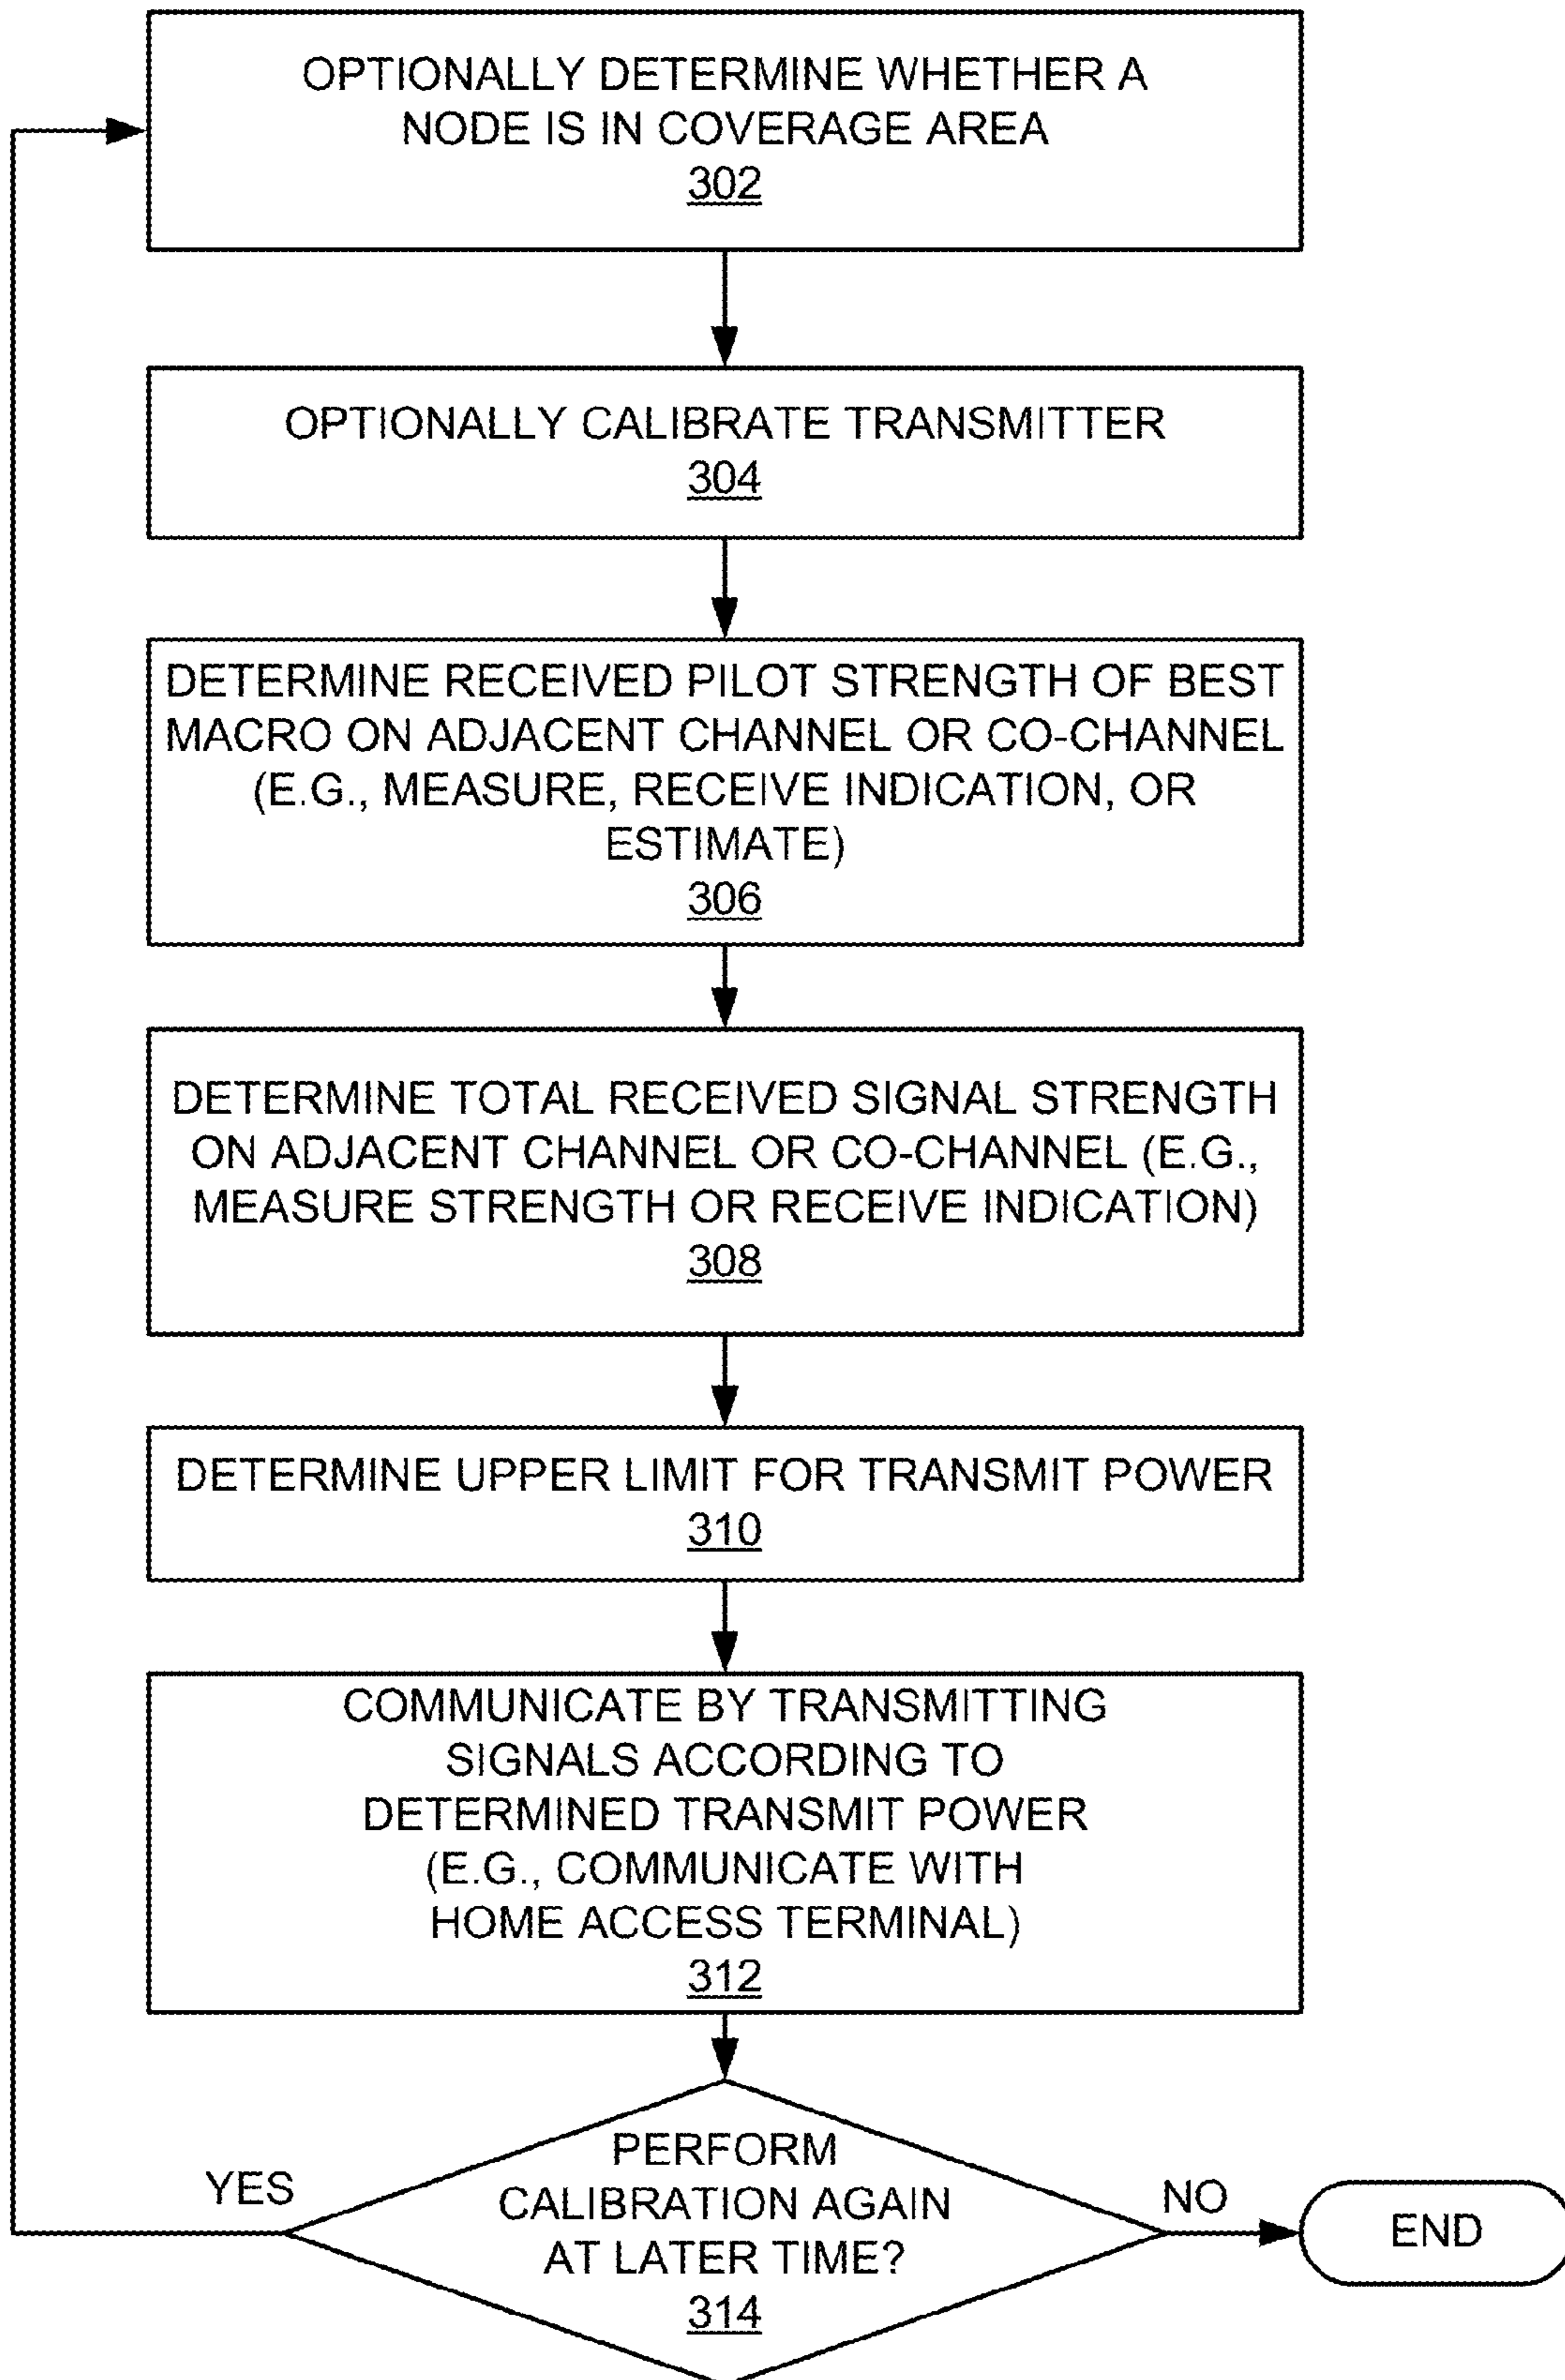 OPTIONALLY DETERMINE WHETHER A
NODE IS IN COVERAGE AREA
302
OPTIONALLY CALIBRATE TRANSMITTER
304
DETERMINE RECEIVED PILOT STRENGTH OF BEST
MACRO ON ADJACENT CHANNEL OR CO-CHANNEL
(E.G., MEASURE, RECEIVE INDICATION, OR
ESTIMATE)
306
DETERMINE TOTAL RECEIVED SIGNAL STRENGTH
ON ADJACENT CHANNEL OR CO-CHANNEL (E.G.,
MEASURE STRENGTH OR RECEIVE INDICATION)
308
DETERMINE UPPER LIMIT FOR TRANSMIT POWER
310
COMMUNICATE BY TRANSMITTING
SIGNALS ACCORDING TO
DETERMINED TRANSMIT POWER
(E.G., COMMUNICATE WITH
HOME ACCESS TERMINAL)
312
PERFORM
CALIBRATION AGAIN
AT LATER TIME?
314
YES
NO
END